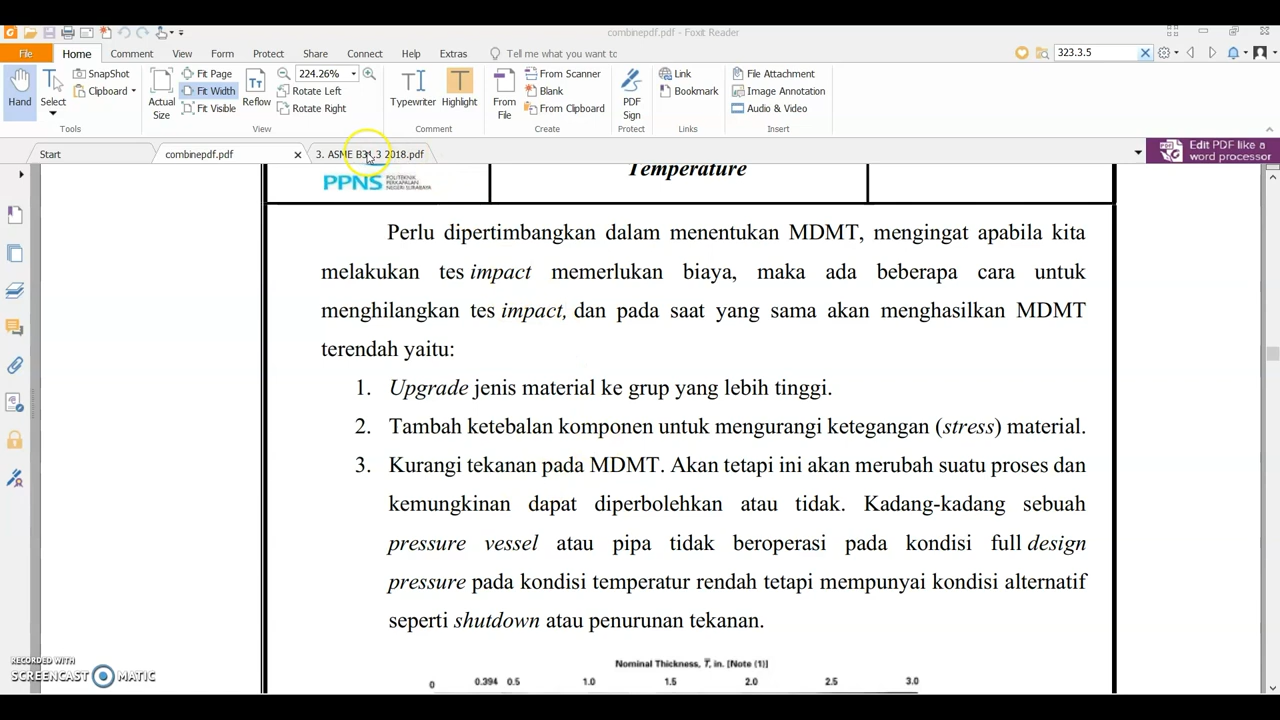 combinepdf.pdf - Foxit Reader
File Home Comment View Form Protect Share Connect Help Extras Tell me what you want to 323.3.5
Hand
Select
SnapShot
Clipboard
Tools
Actual Size
Fit Page
Fit Width
Fit Visible
Reflow
224.26%
Rotate Left
Rotate Right
View
Typewriter
Highlight
Comment
From File
From Scanner
Blank
From Clipboard
Create
PDF Sign
Protect
Link
Bookmark
Links
File Attachment
Image Annotation
Audio & Video
Insert
Start
combinepdf.pdf
3. ASME B31.3 2018.pdf
Edit PDF like a
word processor
PPNS POLITEKNIK PERKAPALAN NEGERI SURABAYA
Temperature
Perlu dipertimbangkan dalam menentukan MDMT, mengingat apabila kita
melakukan tes impact memerlukan biaya, maka ada beberapa cara untuk
menghilangkan tes impact, dan pada saat yang sama akan menghasilkan MDMT
terendah yaitu:
1. Upgrade jenis material ke grup yang lebih tinggi.
2. Tambah ketebalan komponen untuk mengurangi ketegangan (stress) material.
3. Kurangi tekanan pada MDMT. Akan tetapi ini akan merubah suatu proses dan
kemungkinan dapat diperbolehkan atau tidak. Kadang-kadang sebuah
pressure vessel atau pipa tidak beroperasi pada kondisi full design
pressure pada kondisi temperatur rendah tetapi mempunyai kondisi alternatif
seperti shutdown atau penurunan tekanan.
Nominal Thickness, T̅, in. [Note (1)]
0 0.394 0.5 1.0 1.5 2.0 2.5 3.0
RECORDED WITH
SCREENCAST MATIC